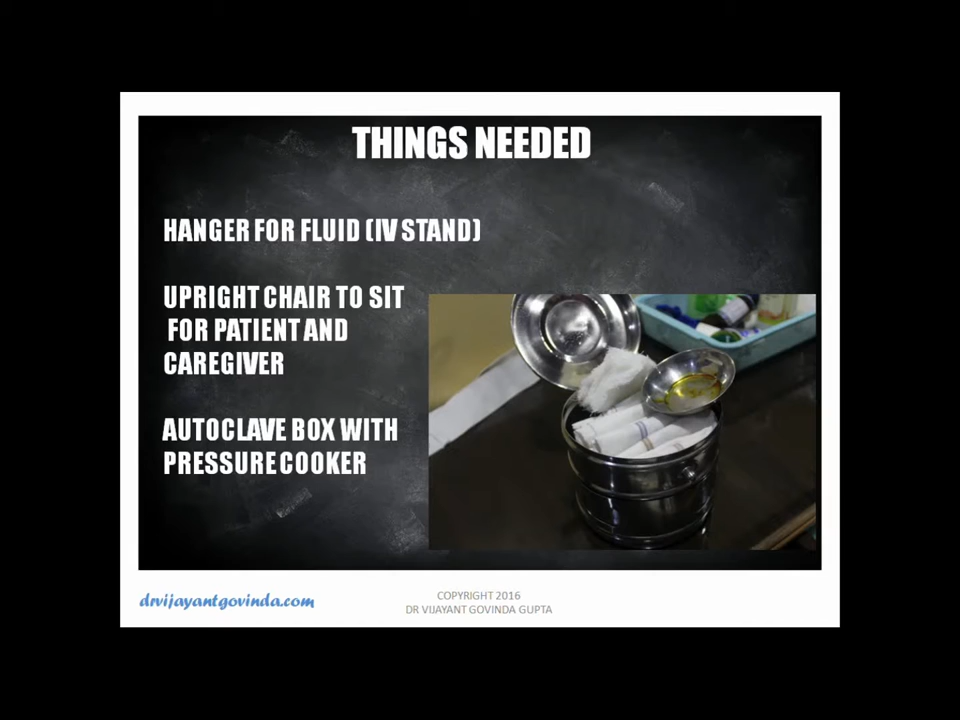 THINGS NEEDED
HANGER FOR FLUID (IV STAND)
UPRIGHT CHAIR TO SIT
FOR PATIENT AND
CAREGIVER
AUTOCLAVE BOX WITH
PRESSURE COOKER
drvijayantgovinda.com
COPYRIGHT 2016
DR VIJAYANT GOVINDA GUPTA